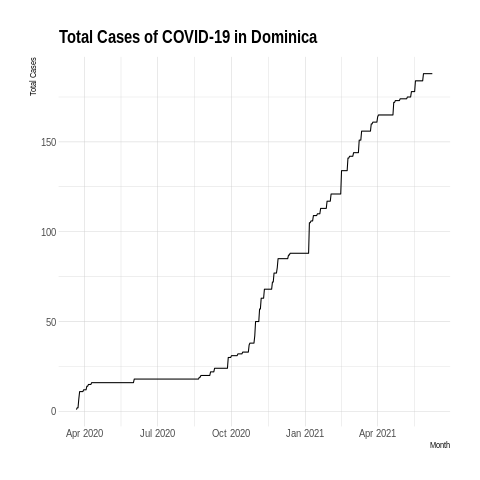 Total Cases of COVID-19 in Dominica
Total Cases
150
100
50
0
Apr 2020 Jul 2020 Oct 2020 Jan 2021 Apr 2021
Month